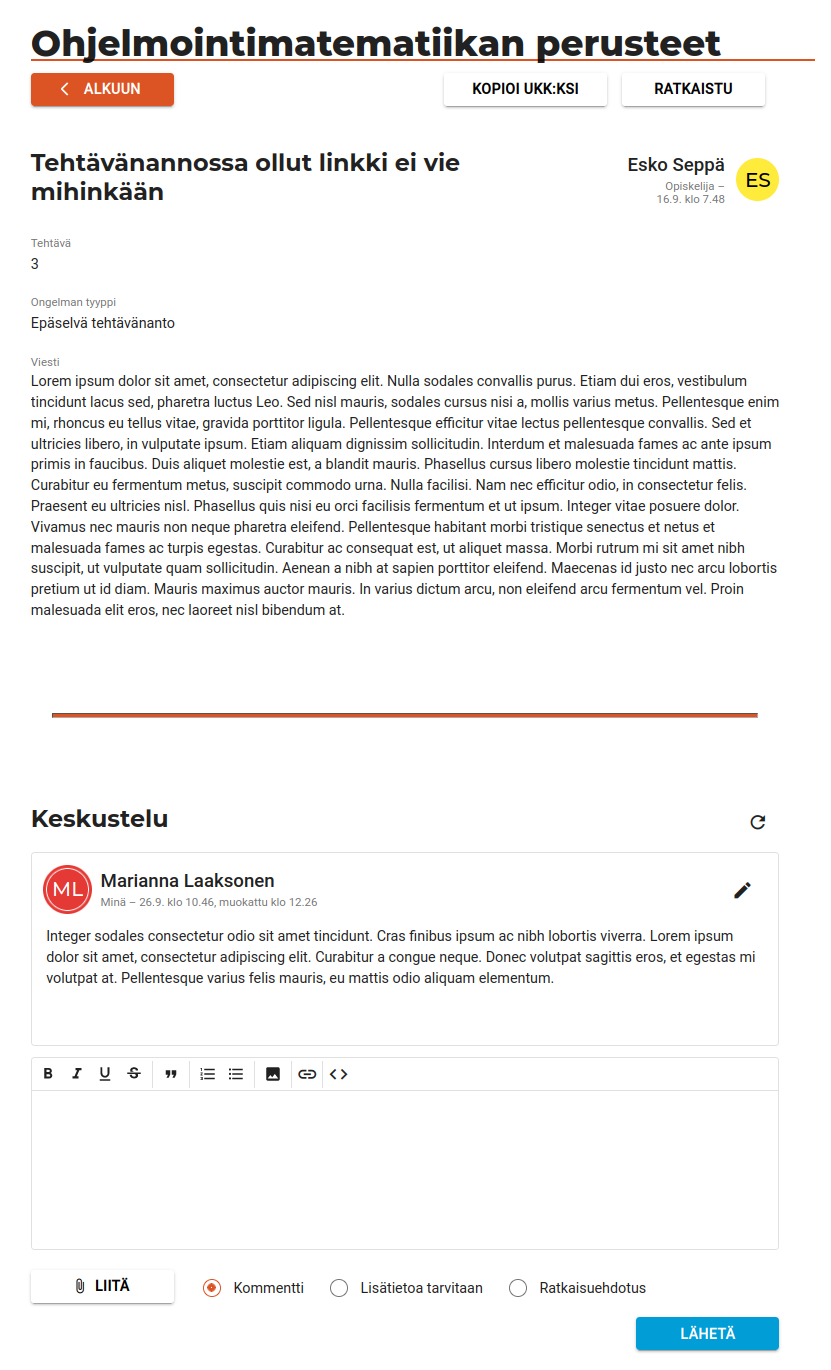 Ohjelmointimatematiikan perusteet
ALKUUN
KOPIOI UKK:KSI
RATKAISTU
Tehtävänannossa ollut linkki ei vie
mihinkään
Esko Seppä
Opiskelija –
16.9. klo 7.48
ES
Tehtävä
3
Ongelman tyyppi
Epäselvä tehtävänanto
Viesti
Lorem ipsum dolor sit amet, consectetur adipiscing elit. Nulla sodales convallis purus. Etiam dui eros, vestibulum
tincidunt lacus sed, pharetra luctus Leo. Sed nisl mauris, sodales cursus nisi a, mollis varius metus. Pellentesque enim
mi, rhoncus eu tellus vitae, gravida porttitor ligula. Pellentesque efficitur vitae lectus pellentesque convallis. Sed et
ultricies libero, in vulputate ipsum. Etiam aliquam dignissim sollicitudin. Interdum et malesuada fames ac ante ipsum
primis in faucibus. Duis aliquet molestie est, a blandit mauris. Phasellus cursus libero molestie tincidunt mattis.
Curabitur eu fermentum metus, suscipit commodo urna. Nulla facilisi. Nam nec efficitur odio, in consectetur felis.
Praesent eu ultricies nisl. Phasellus quis nisi eu orci facilisis fermentum et ut ipsum. Integer vitae posuere dolor.
Vivamus nec mauris non neque pharetra eleifend. Pellentesque habitant morbi tristique senectus et netus et
malesuada fames ac turpis egestas. Curabitur ac consequat est, ut aliquet massa. Morbi rutrum mi sit amet nibh
suscipit, ut vulputate quam sollicitudin. Aenean a nibh at sapien porttitor eleifend. Maecenas id justo nec arcu lobortis
pretium ut id diam. Mauris maximus auctor mauris. In varius dictum arcu, non eleifend arcu fermentum vel. Proin
malesuada elit eros, nec laoreet nisl bibendum at.
Keskustelu
ML
Marianna Laaksonen
Minä – 26.9. klo 10.46, muokattu klo 12.26
Integer sodales consectetur odio sit amet tincidunt. Cras finibus ipsum ac nibh lobortis viverra. Lorem ipsum
dolor sit amet, consectetur adipiscing elit. Curabitur a congue neque. Donec volutpat sagittis eros, et egestas mi
volutpat at. Pellentesque varius felis mauris, eu mattis odio aliquam elementum.
LIITÄ
Kommentti
Lisätietoa tarvitaan
Ratkaisuehdotus
LÄHETÄ